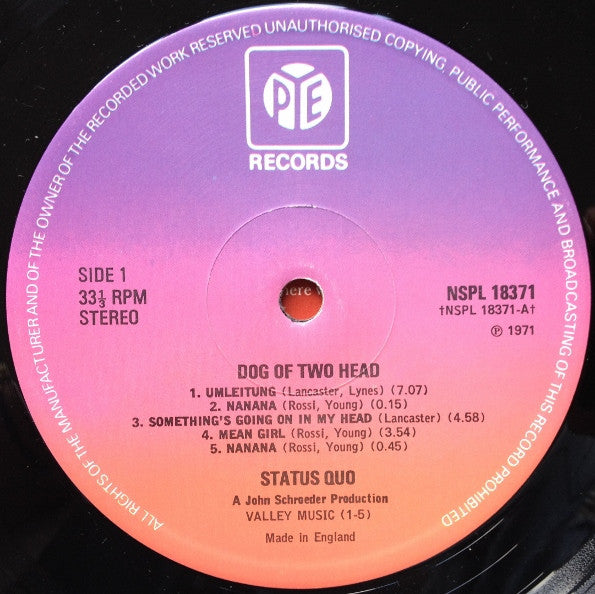 ALL RIGHTS OF THE MANUFACTURER AND OF THE OWNER OF THE RECORDED WORK RESERVED UNAUTHORISED COPYING, PUBLIC PERFORMANCE AND BROADCASTING OF THIS RECORD PROHIBITED
PYE
RECORDS
SIDE 1
33⅓ RPM
STEREO
NSPL 18371
†NSPL 18371-A†
℗ 1971
here
DOG OF TWO HEAD
1. UMLEITUNG (Lancaster, Lynes) (7.07)
2. NANANA (Rossi, Young) (0.15)
3. SOMETHING'S GOING ON IN MY HEAD (Lancaster) (4.58)
4. MEAN GIRL (Rossi, Young) (3.54)
5. NANANA (Rossi, Young) (0.45)
STATUS QUO
A John Schroeder Production
VALLEY MUSIC (1-5)
Made in England